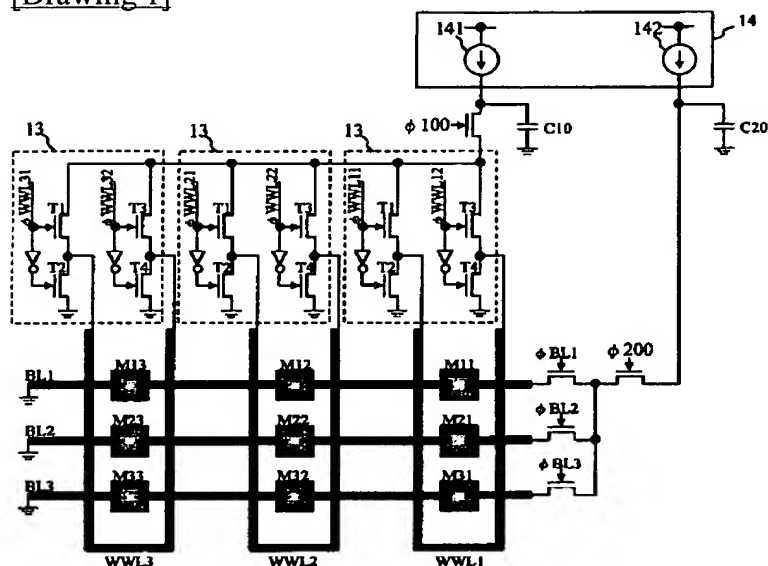 [Drawing 1]
141 142 14
13 13 13 φ100 C10 C20
φWWL31 T1 φWWL32 T3 φWWL21 T1 φWWL22 T3 φWWL11 T1 φWWL12 T3
T2 T4 T2 T4 T2 T4
BL1 M13 M12 M11 φBL1 φ200
BL2 M23 M22 M21 φBL2
BL3 M33 M32 M31 φBL3
WWL3 WWL2 WWL1